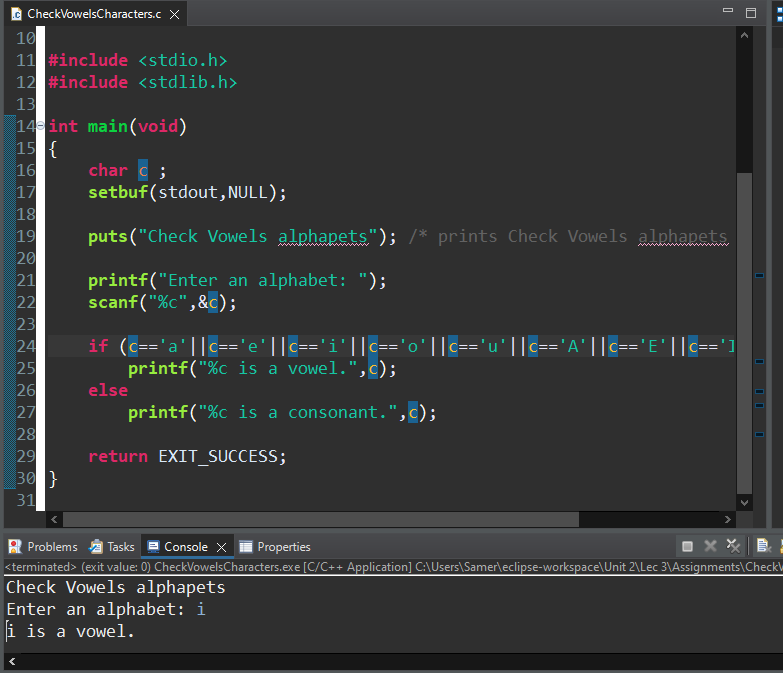 CheckVowelsCharacters.c
10
11 #include <stdio.h>
12 #include <stdlib.h>
13
14 int main(void)
15 {
16 char c ;
17 setbuf(stdout,NULL);
18
19 puts("Check Vowels alphapets"); /* prints Check Vowels alphapets
20
21 printf("Enter an alphabet: ");
22 scanf("%c",&c);
23
24 if (c=='a'||c=='e'||c=='i'||c=='o'||c=='u'||c=='A'||c=='E'||c=='I
25 printf("%c is a vowel.",c);
26 else
27 printf("%c is a consonant.",c);
28
29 return EXIT_SUCCESS;
30 }
31
Problems Tasks Console Properties
<terminated> (exit value: 0) CheckVowelsCharacters.exe [C/C++ Application] C:\Users\Samer\eclipse-workspace\Unit 2\Lec 3\Assignments\CheckV
Check Vowels alphapets
Enter an alphabet: i
i is a vowel.